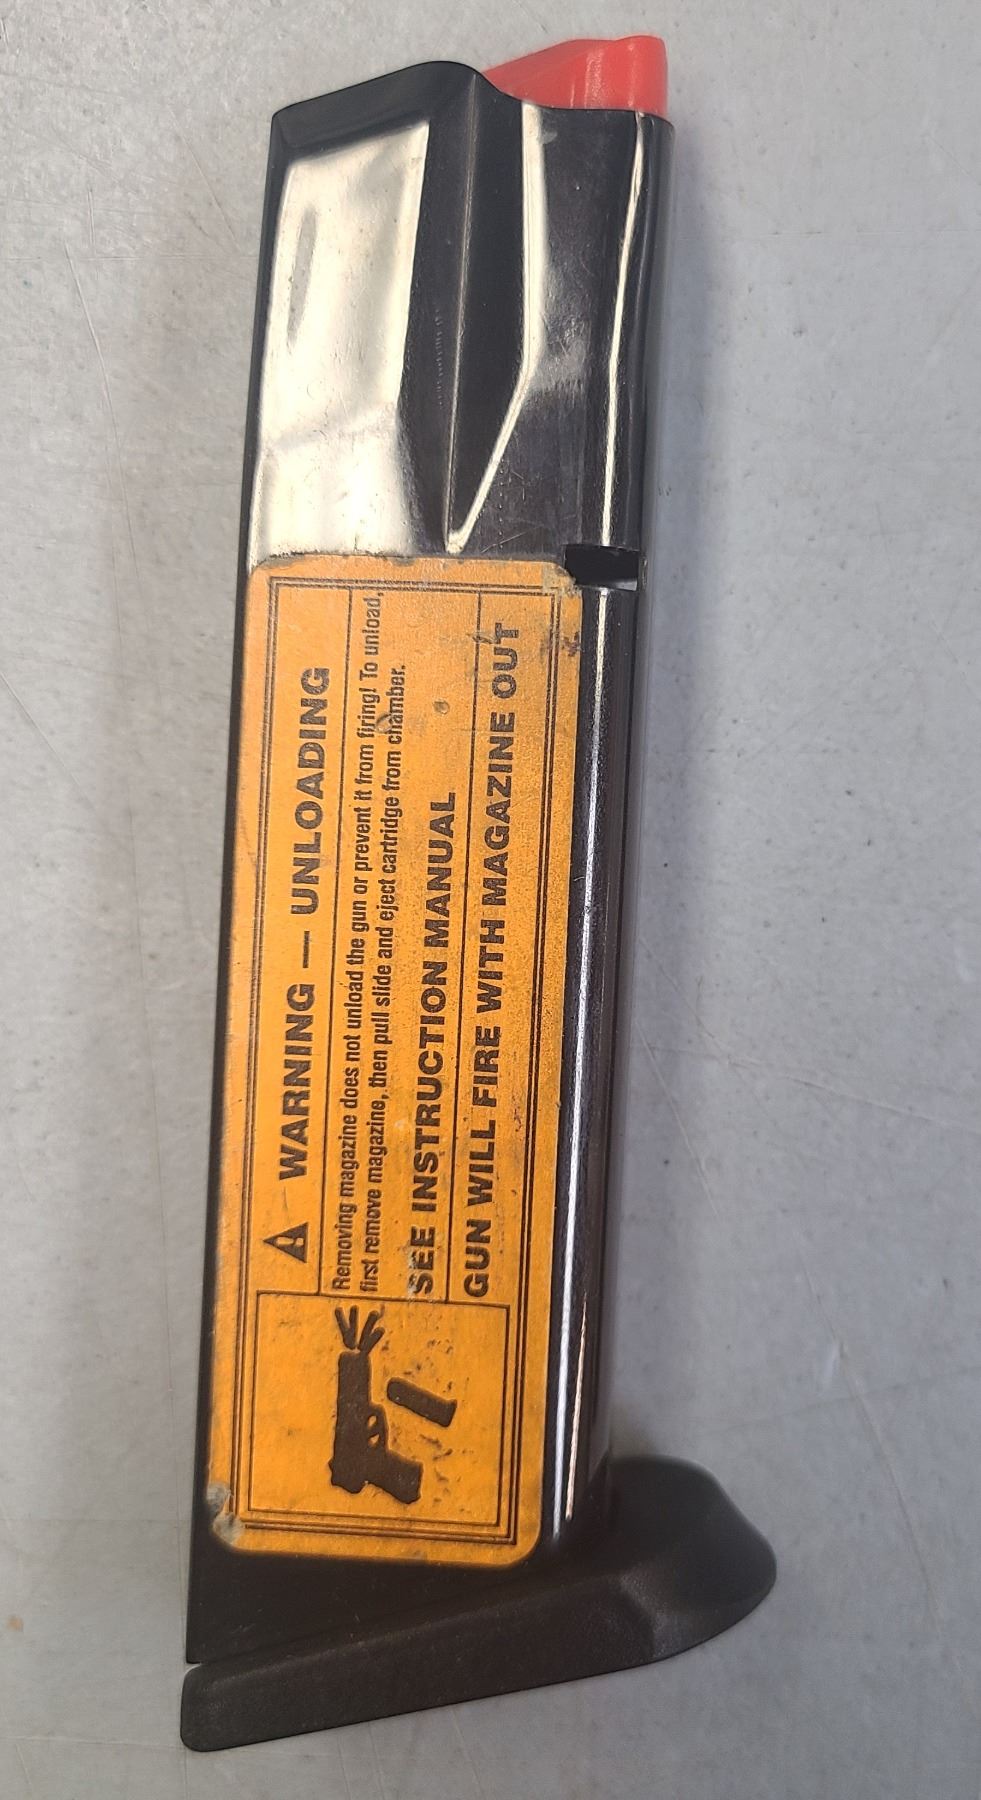 WARNING — UNLOADING
Removing magazine does not unload the gun or prevent it from firing! To unload,
first remove magazine, then pull slide and eject cartridge from chamber.
SEE INSTRUCTION MANUAL
GUN WILL FIRE WITH MAGAZINE OUT